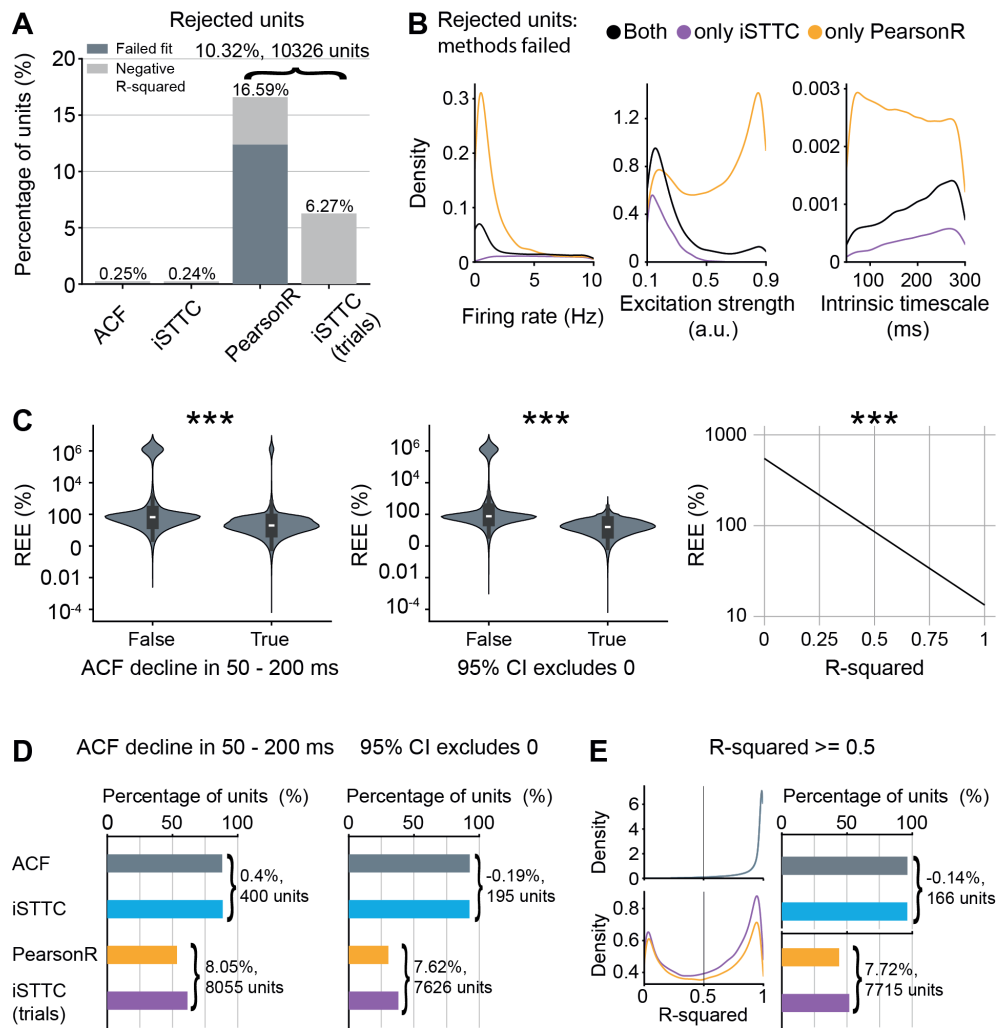 A
Rejected units
Failed fit
Negative
R-squared
10.32%, 10326 units
Percentage of units (%)
20
15
10
5
0
0.25%
0.24%
16.59%
6.27%
ACF
iSTTC
PearsonR
iSTTC
(trials)
B
Rejected units:
methods failed
Both
only iSTTC
only PearsonR
Density
0.3
0.2
0.1
0
0
5
10
Firing rate (Hz)
1.2
0.8
0.4
0
0.1
0.5
0.9
Excitation strength
(a.u.)
0.003
0.002
0.001
0
100
200
300
Intrinsic timescale
(ms)
C
***
REE (%)
10⁶
10⁴
100
0
0.01
10⁻⁴
False
True
ACF decline in 50 - 200 ms
***
REE (%)
10⁶
10⁴
100
0
0.01
10⁻⁴
False
True
95% CI excludes 0
***
REE (%)
1000
100
10
0
0.25
0.5
0.75
1
R-squared
D
ACF decline in 50 - 200 ms
95% CI excludes 0
Percentage of units (%)
0
50
100
ACF
iSTTC
PearsonR
iSTTC
(trials)
0.4%,
400 units
8.05%,
8055 units
Percentage of units (%)
0
50
100
-0.19%,
195 units
7.62%,
7626 units
E
R-squared >= 0.5
Density
6
4
2
0
Density
0.8
0.6
0.4
0
0.5
1
R-squared
Percentage of units (%)
0
50
100
-0.14%,
166 units
7.72%,
7715 units